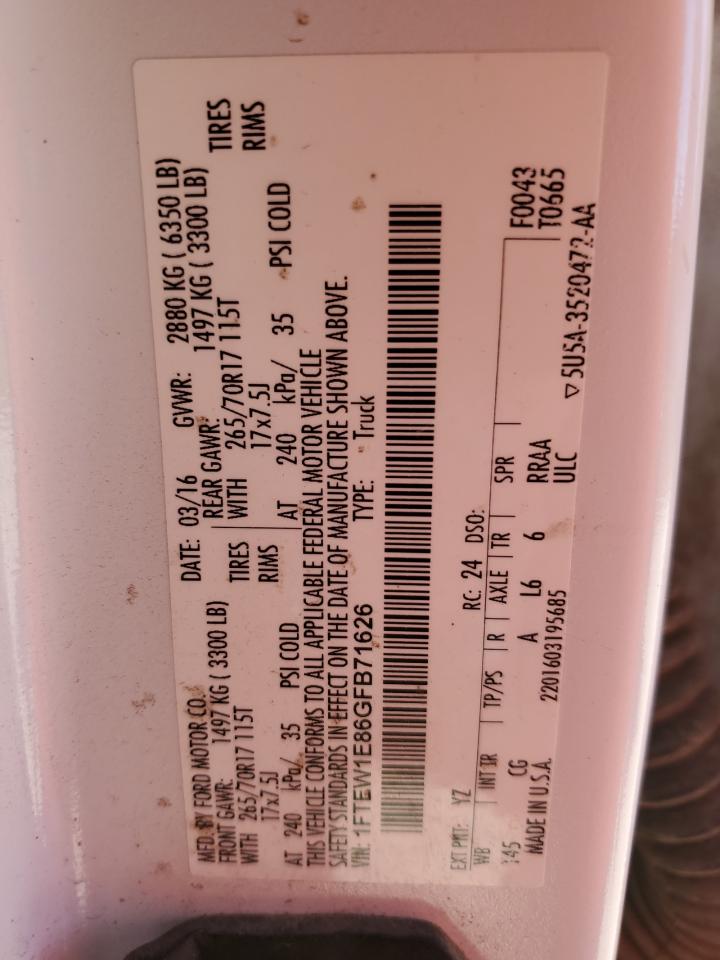 MFD. BY FORD MOTOR CO. DATE: 03/16 GVWR: 2880 KG ( 6350 LB)
FRONT GAWR: 1497 KG ( 3300 LB) REAR GAWR: 1497 KG ( 3300 LB)
WITH 265/70R17 115T TIRES WITH 265/70R17 115T TIRES
17x7.5J RIMS 17x7.5J RIMS
AT 240 kPa/ 35 PSI COLD AT 240 kPa/ 35 PSI COLD
THIS VEHICLE CONFORMS TO ALL APPLICABLE FEDERAL MOTOR VEHICLE
SAFETY STANDARDS IN EFFECT ON THE DATE OF MANUFACTURE SHOWN ABOVE.
VIN: 1FTEW1E86GFB71626 TYPE: Truck
EXT PNT: YZ RC: 24 DSO:
WB INT TR TP/PS R AXLE TR SPR F0043
145 CG A L6 6 RRAA T0665
MADE IN U.S.A. 2201603195685 ULC
▽ 5U5A-3520472-AA